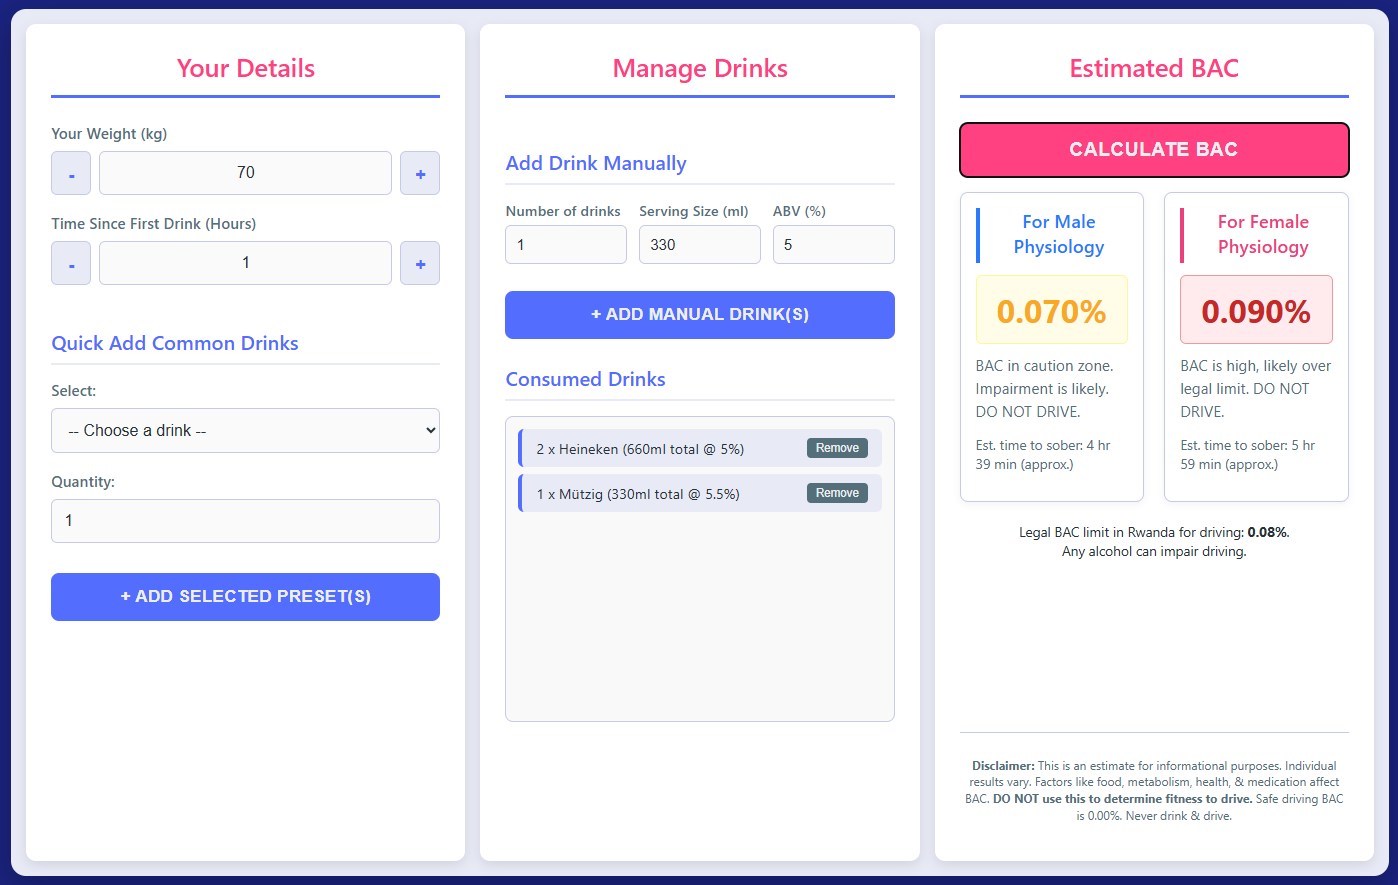 Your Details
Your Weight (kg)
-
70
+
Time Since First Drink (Hours)
-
1
+
Quick Add Common Drinks
Select:
-- Choose a drink --
Quantity:
1
+ ADD SELECTED PRESET(S)
Manage Drinks
Add Drink Manually
Number of drinks Serving Size (ml) ABV (%)
1 330 5
+ ADD MANUAL DRINK(S)
Consumed Drinks
2 x Heineken (660ml total @ 5%) Remove
1 x Mützig (330ml total @ 5.5%) Remove
Estimated BAC
CALCULATE BAC
For Male
Physiology
0.070%
BAC in caution zone.
Impairment is likely.
DO NOT DRIVE.
Est. time to sober: 4 hr
39 min (approx.)
For Female
Physiology
0.090%
BAC is high, likely over
legal limit. DO NOT
DRIVE.
Est. time to sober: 5 hr
59 min (approx.)
Legal BAC limit in Rwanda for driving: 0.08%.
Any alcohol can impair driving.
Disclaimer: This is an estimate for informational purposes. Individual
results vary. Factors like food, metabolism, health, & medication affect
BAC. DO NOT use this to determine fitness to drive. Safe driving BAC
is 0.00%. Never drink & drive.